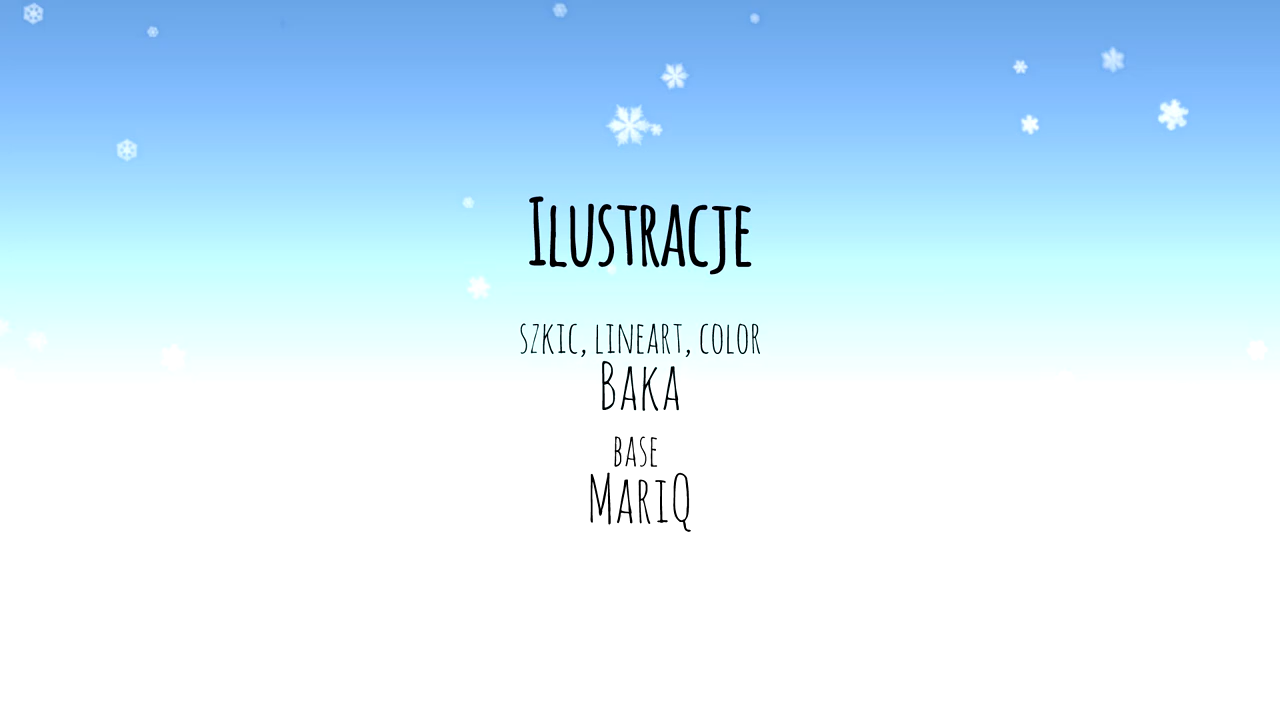 Ilustracje
szkic, lineart, color
Baka
base
MariQ